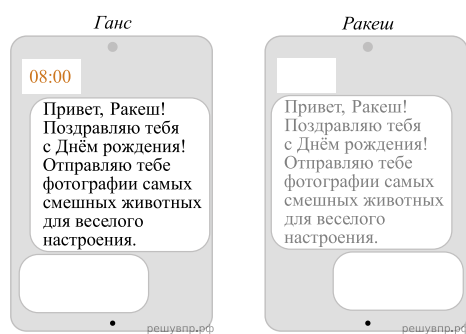 Ганс
08:00
Привет, Ракеш!
Поздравляю тебя
с Днём рождения!
Отправляю тебе
фотографии самых
смешных животных
для веселого
настроения.
решувпр.рф
Ракеш
Привет, Ракеш!
Поздравляю тебя
с Днём рождения!
Отправляю тебе
фотографии самых
смешных животных
для веселого
настроения.
решувпр.рф